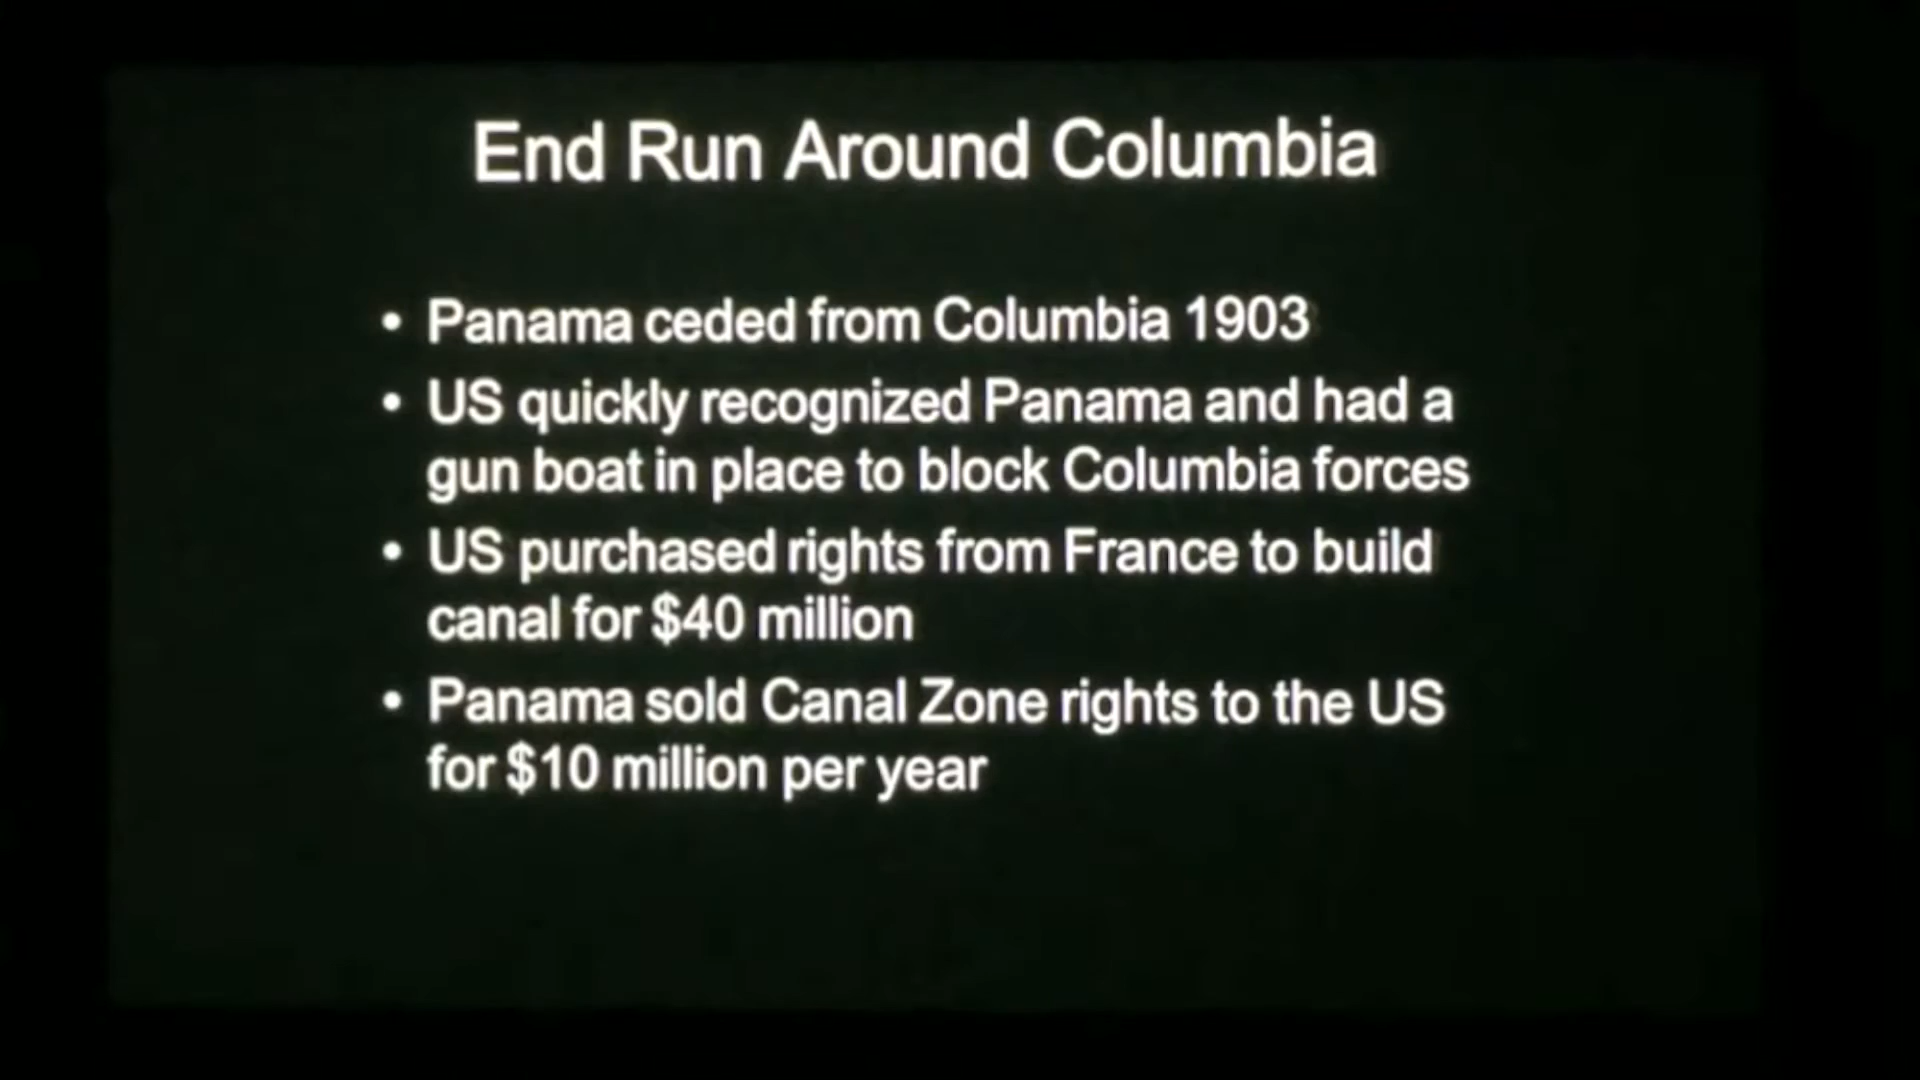 End Run Around Columbia
• Panama ceded from Columbia 1903
• US quickly recognized Panama and had a
gun boat in place to block Columbia forces
• US purchased rights from France to build
canal for $40 million
• Panama sold Canal Zone rights to the US
for $10 million per year